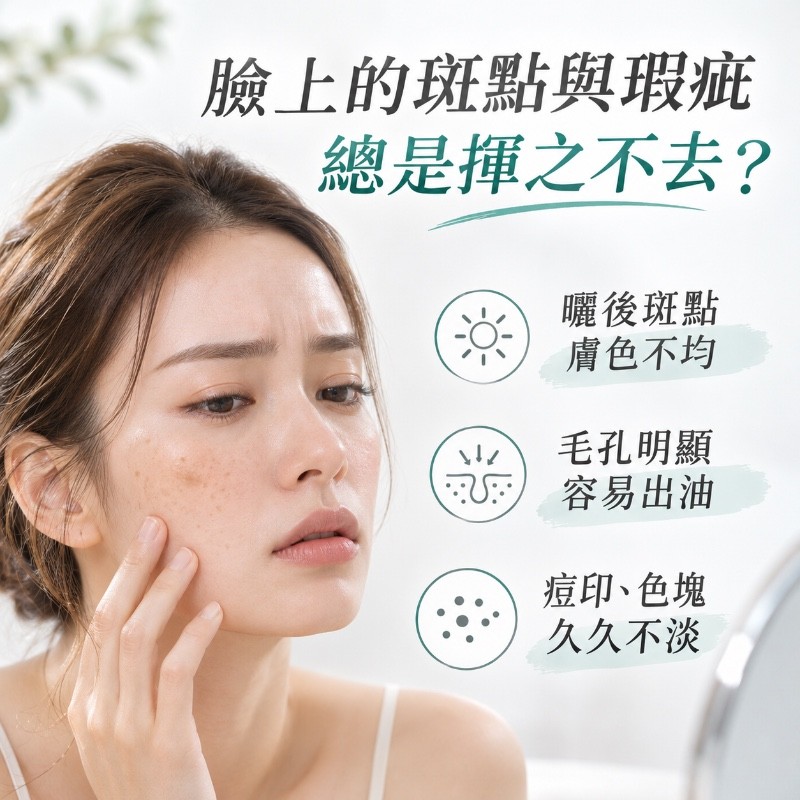 臉上的斑點與瑕疵
總是揮之不去？
曬後斑點
膚色不均
毛孔明顯
容易出油
痘印、色塊
久久不淡